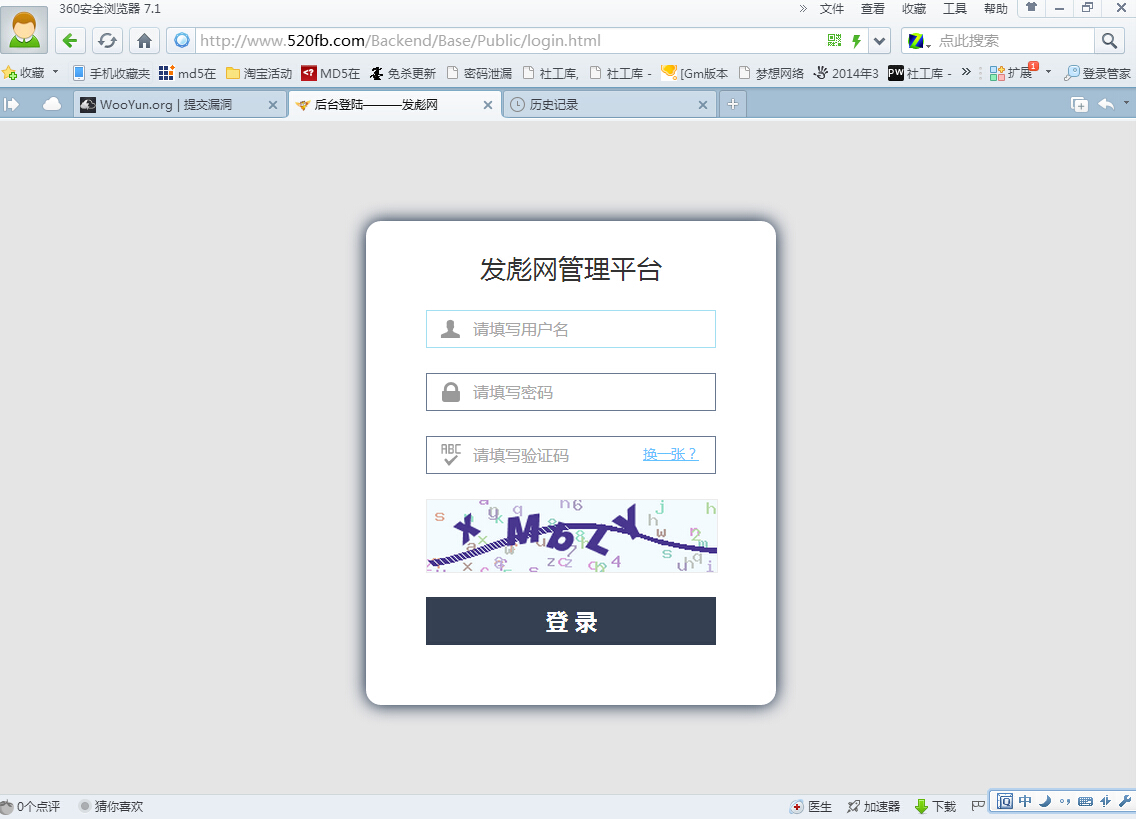 360安全浏览器 7.1 » 文件 查看 收藏 工具 帮助
http://www.520fb.com/Backend/Base/Public/login.html 点此搜索
收藏 手机收藏夹 md5在 淘宝活动 MD5在 免杀更新 密码泄漏 社工库, 社工库 - [Gm版本 梦想网络 2014年3 PW 社工库 - » 扩展 1 登录管家
WooYun.org | 提交漏洞 后台登陆———发彪网 历史记录
发彪网管理平台
请填写用户名
请填写密码
ABC 请填写验证码 换一张？
X M b L Y
登 录
0个点评 猜你喜欢 医生 加速器 下载 中